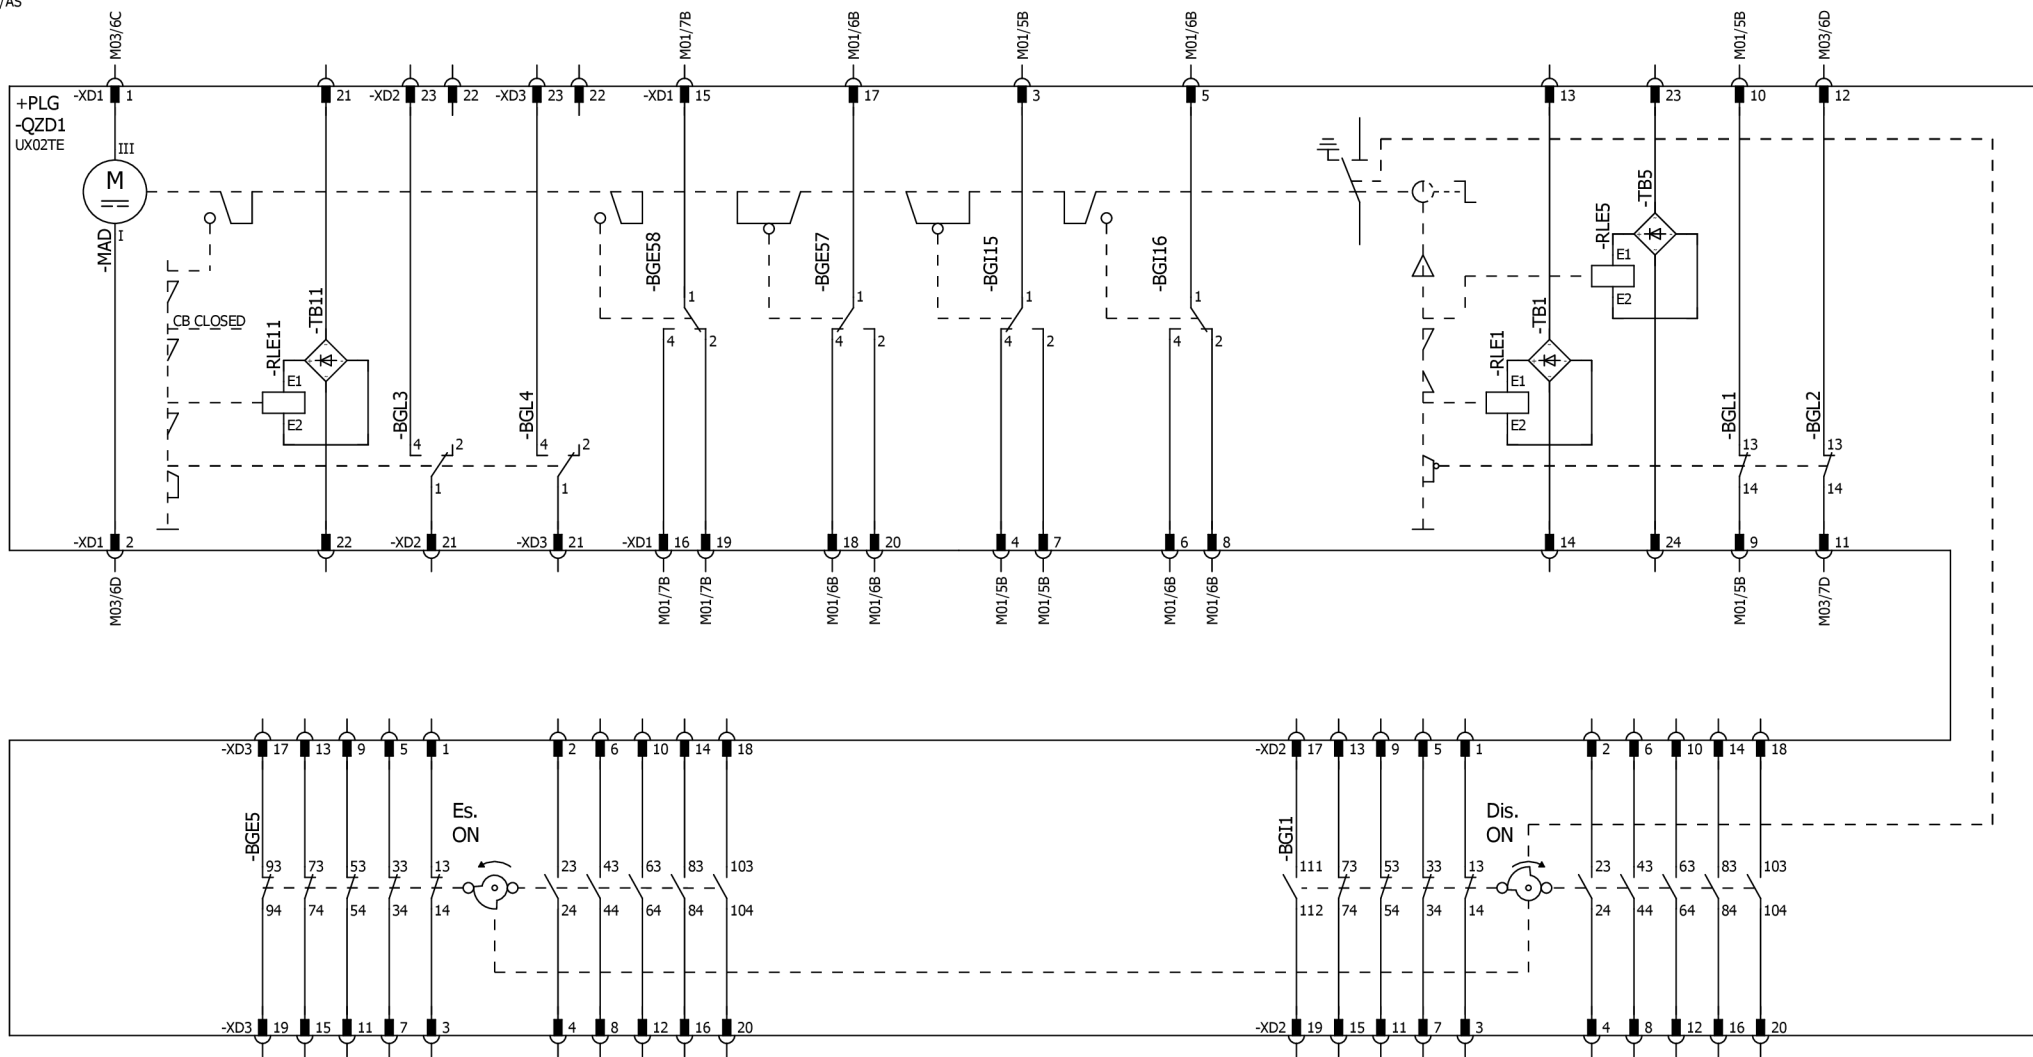 /AS
M03/6C
M01/7B
M01/6B
M01/5B
M01/6B
M01/5B
M03/6D
-XD1 1
21
-XD2 23
22
-XD3 23
22
-XD1 15
17
3
5
13
23
10
12
+PLG
-QZD1
UX02TE
III
M
I
-MAD
CB CLOSED
-RLE11
-TB11
E1
E2
-BGL3
4
2
1
-BGL4
4
2
1
-BGE58
1
4
2
-BGE57
1
4
2
-BGI15
1
4
2
-BGI16
1
4
2
-RLE1
-TB1
E1
E2
-RLE5
-TB5
E1
E2
-BGL1
13
14
-BGL2
13
14
-XD1 2
22
-XD2 21
-XD3 21
-XD1 16
19
18
20
4
7
6
8
14
24
9
11
M03/6D
M01/7B
M01/7B
M01/6B
M01/6B
M01/5B
M01/5B
M01/6B
M01/6B
M01/5B
M03/7D
-XD3 17 13 9 5 1 2 6 10 14 18
-XD2 17 13 9 5 1 2 6 10 14 18
-BGE5
Es.
ON
93 73 53 33 13 23 43 63 83 103
94 74 54 34 14 24 44 64 84 104
-BGI1
Dis.
ON
111 73 53 33 13 23 43 63 83 103
112 74 54 34 14 24 44 64 84 104
-XD3 19 15 11 7 3 4 8 12 16 20
-XD2 19 15 11 7 3 4 8 12 16 20